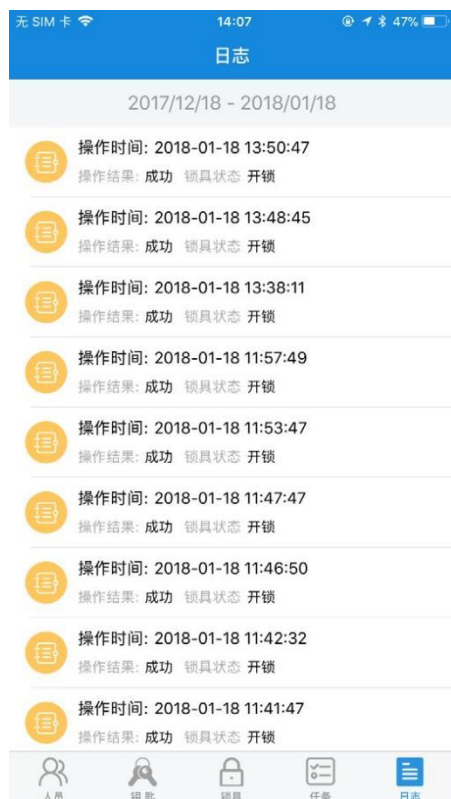 无 SIM 卡 14:07 47%
日志
2017/12/18 - 2018/01/18
操作时间: 2018-01-18 13:50:47
操作结果: 成功 锁具状态 开锁
操作时间: 2018-01-18 13:48:45
操作结果: 成功 锁具状态 开锁
操作时间: 2018-01-18 13:38:11
操作结果: 成功 锁具状态 开锁
操作时间: 2018-01-18 11:57:49
操作结果: 成功 锁具状态 开锁
操作时间: 2018-01-18 11:53:47
操作结果: 成功 锁具状态 开锁
操作时间: 2018-01-18 11:47:47
操作结果: 成功 锁具状态 开锁
操作时间: 2018-01-18 11:46:50
操作结果: 成功 锁具状态 开锁
操作时间: 2018-01-18 11:42:32
操作结果: 成功 锁具状态 开锁
操作时间: 2018-01-18 11:41:47
操作结果: 成功 锁具状态 开锁
人员 钥匙 锁具 任务 日志